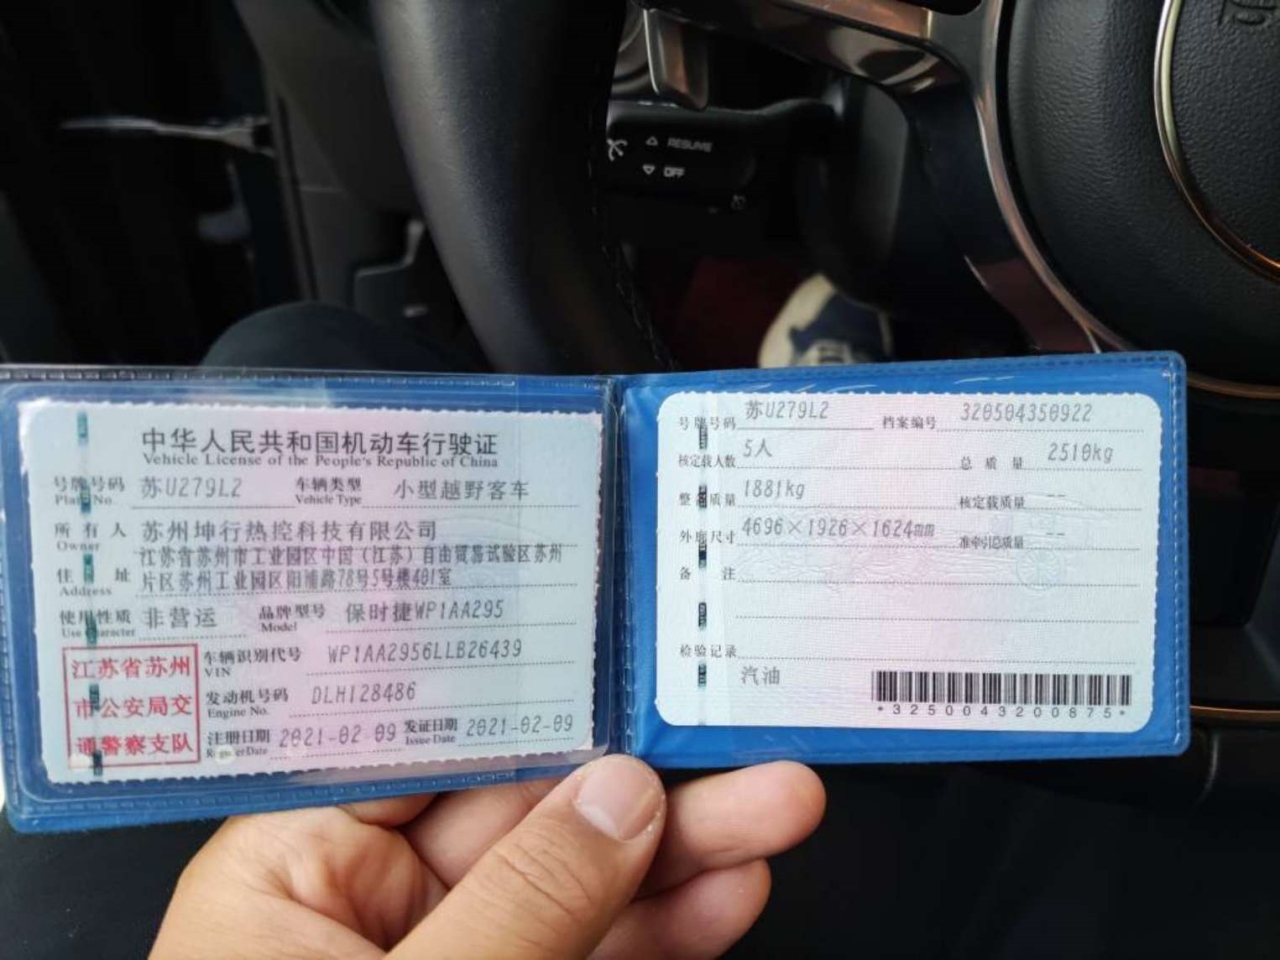 RESUME
OFF
中华人民共和国机动车行驶证
Vehicle License of the People's Republic of China
号牌号码 苏U279L2 车辆类型 小型越野客车
Plate No. Vehicle Type
所有人 苏州坤行热控科技有限公司
Owner
江苏省苏州市工业园区中国（江苏）自由贸易试验区苏州
住址 片区苏州工业园区阳浦路78号5号楼401室
Address
使用性质 非营运 品牌型号 保时捷WP1AA295
Use Character Model
江苏省苏州
市公安局交
通警察支队
车辆识别代号 WP1AA2956LLB26439
VIN
发动机号码 DLH128486
Engine No.
注册日期 2021-02-09 发证日期 2021-02-09
Register Date Issue Date
号牌号码 苏U279L2 档案编号 320504350922
核定载人数 5人 总质量 2510kg
整备质量 1881kg 核定载质量 --
外廓尺寸 4696×1926×1624mm 准牵引总质量 --
备注
检验记录
汽油
*3250043200875*